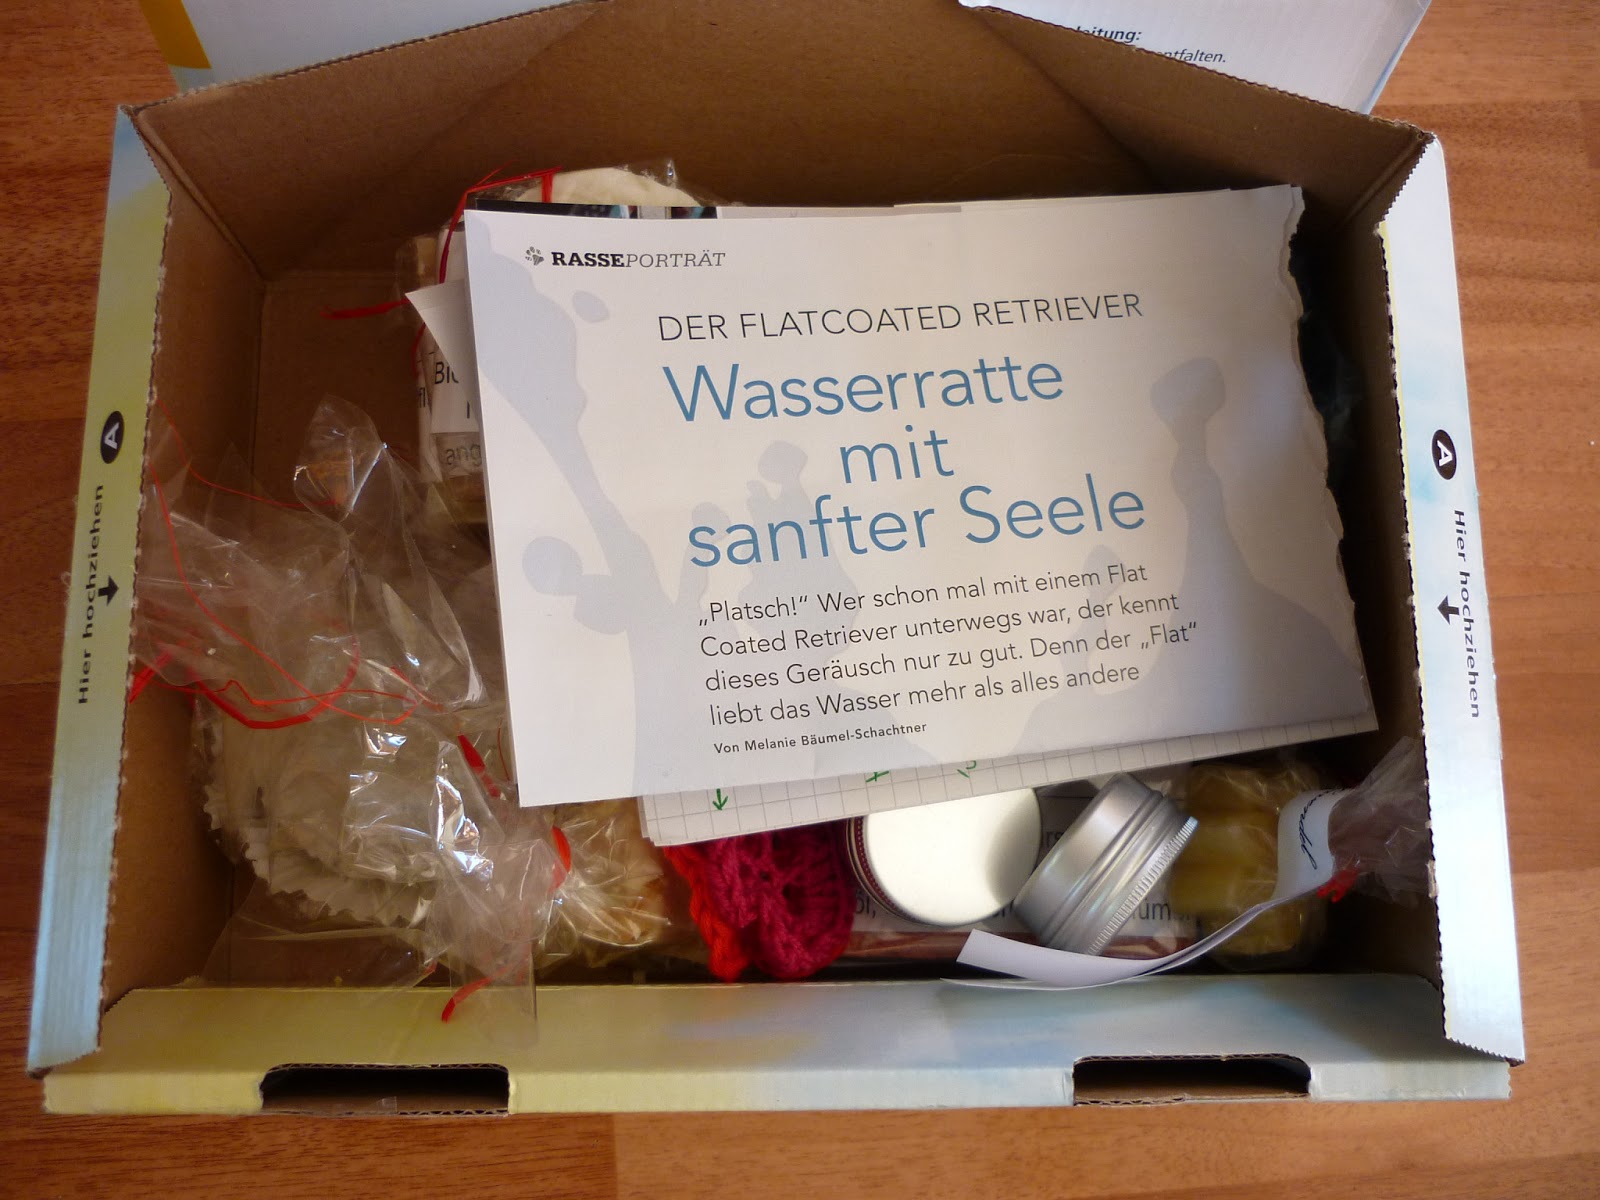 leitung:
entfalten.
RASSEPORTRÄT
DER FLATCOATED RETRIEVER
Wasserratte
mit
sanfter Seele
„Platsch!“ Wer schon mal mit einem Flat
Coated Retriever unterwegs war, der kennt
dieses Geräusch nur zu gut. Denn der „Flat“
liebt das Wasser mehr als alles andere
Von Melanie Bäumel-Schachtner
A
Hier hochziehen
A
Hier hochziehen